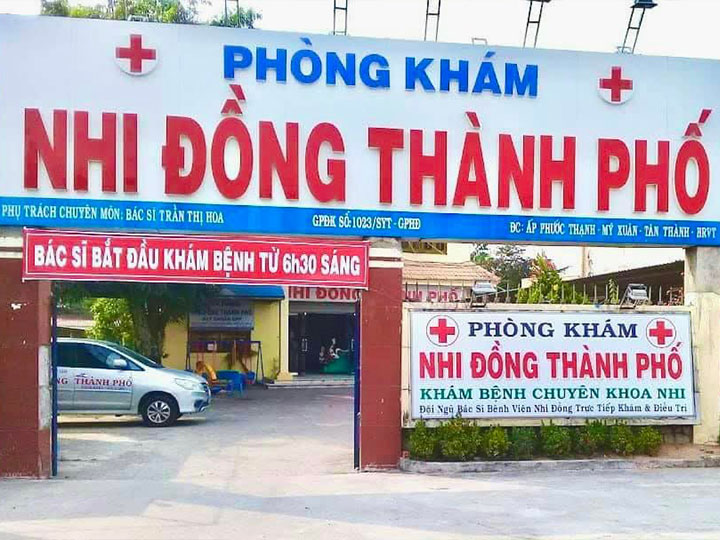 PHÒNG KHÁM
NHI ĐỒNG THÀNH PHỐ
PHỤ TRÁCH CHUYÊN MÔN: BÁC SĨ TRẦN THỊ HOA
GPĐK SỐ:1023/SYT - GPHĐ
ĐC: ẤP PHƯỚC THẠNH - MỸ XUÂN - TÂN THÀNH - BRVT
BÁC SĨ BẮT ĐẦU KHÁM BỆNH TỪ 6h30 SÁNG
NHI ĐỒNG PHỐ
THÀNH PHỐ
PHÒNG KHÁM
NHI ĐỒNG THÀNH PHỐ
KHÁM BỆNH CHUYÊN KHOA NHI
Đội Ngũ Bác Sĩ Bệnh Viện Nhi Đồng Trực Tiếp Khám & Điều Trị